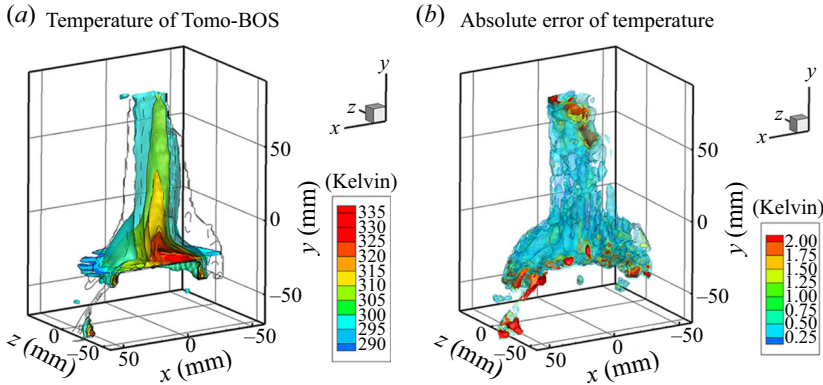 (a) Temperature of Tomo-BOS
y
z
x
50
0
−50
y (mm)
(Kelvin)
335
330
325
320
315
310
305
300
295
290
z (mm)
0
−50
50
0
−50
x (mm)
(b) Absolute error of temperature
y
z
x
50
0
−50
y (mm)
(Kelvin)
2.00
1.75
1.50
1.25
1.00
0.75
0.50
0.25
z (mm)
0
−50
50
0
−50
x (mm)